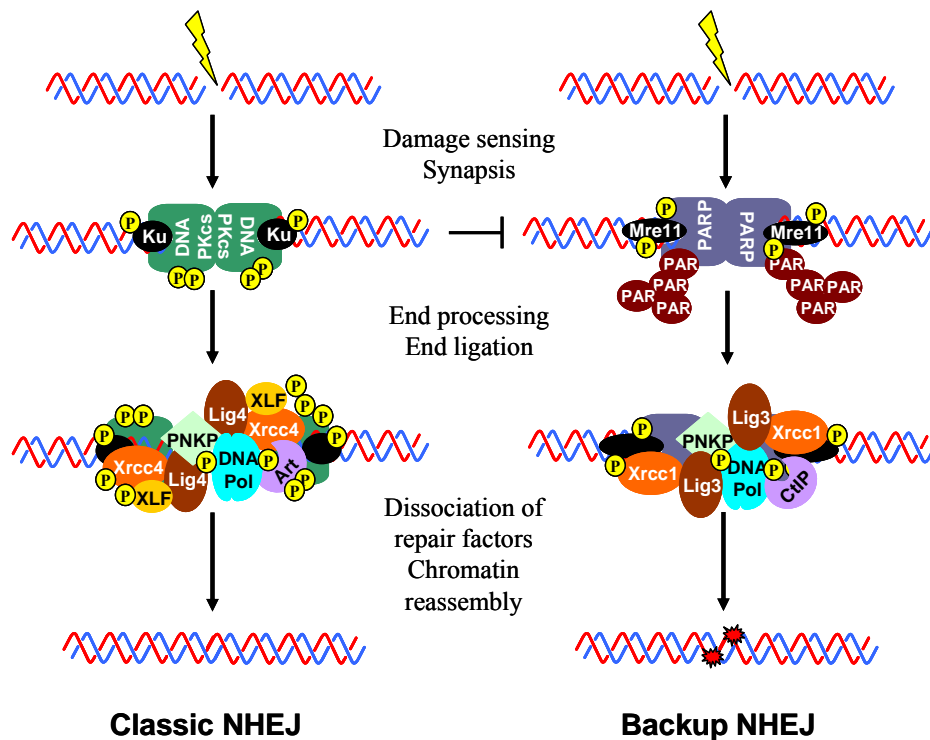 Damage sensing
Synapsis
P
Ku
DNA
PKcs
DNA
PKcs
Ku
P
P
P
P
P
P
Mre11
P
PARP
PARP
P
Mre11
P
PAR
PAR
PAR
PAR
PAR
PAR
PAR
PAR
PAR
End processing
End ligation
P
P
P
Xrcc4
P
P
XLF
PNKP
Lig4
P
Lig4
XLF
P
P
P
P
Xrcc4
DNA
Pol
P
Art
P
P
P
Xrcc1
P
PNKP
Lig3
P
Lig3
Xrcc1
P
DNA
Pol
P
CtIP
Dissociation of
repair factors
Chromatin
reassembly
Classic NHEJ
Backup NHEJ